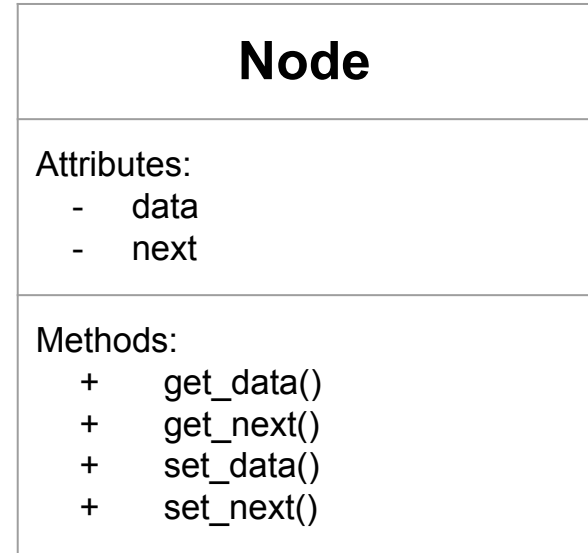 Node
Attributes:
- data
- next
Methods:
+ get_data()
+ get_next()
+ set_data()
+ set_next()